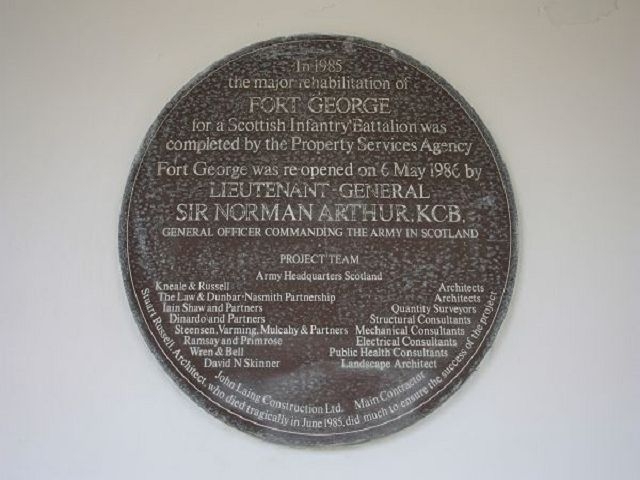 In 1985
the major rehabilitation of
FORT GEORGE
for a Scottish Infantry Battalion was
completed by the Property Services Agency
Fort George was re-opened on 6 May 1986 by
LIEUTENANT GENERAL
SIR NORMAN ARTHUR. KCB.
GENERAL OFFICER COMMANDING THE ARMY IN SCOTLAND
PROJECT TEAM
Army Headquarters Scotland
Kneale & Russell Architects
The Law & Dunbar-Nasmith Partnership Architects
Iain Shaw and Partners Quantity Surveyors
Dinardo and Partners Structural Consultants
Steensen, Varming, Mulcahy & Partners Mechanical Consultants
Ramsay and Primrose Electrical Consultants
Wren & Bell Public Health Consultants
David N Skinner Landscape Architect
John Laing Construction Ltd. Main Contractor
Stuart Russell, Architect, who died tragically in June 1985, did much to ensure the success of the project